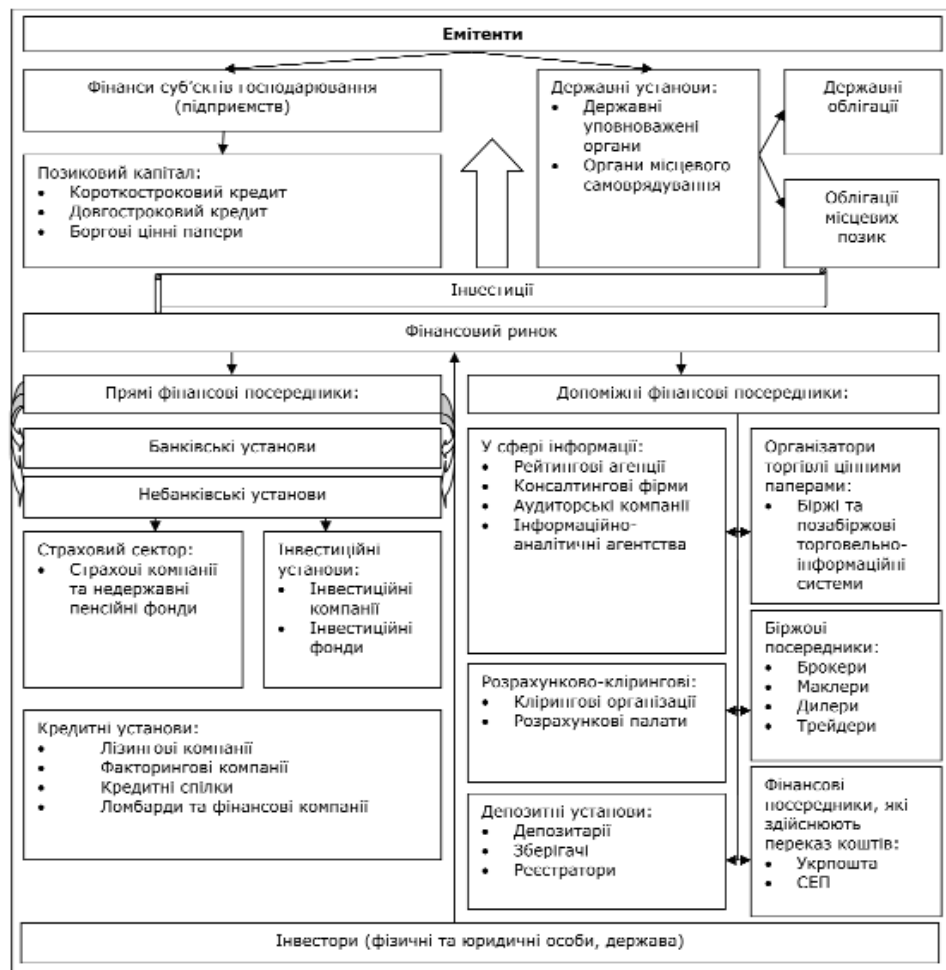 Емітенти
Фінанси суб’єктів господарювання
(підприємств)
Державні установи:
• Державні
уповноважені
органи
• Органи місцевого
самоврядування
Державні
облігації
Позиковий капітал:
• Короткостроковий кредит
• Довгостроковий кредит
• Боргові цінні папери
Облігації
місцевих
позик
Інвестиції
Фінансовий ринок
Прямі фінансові посередники:
Допоміжні фінансові посередники:
Банківські установи
Небанківські установи
Страховий сектор:
• Страхові компанії
та недержавні
пенсійні фонди
Інвестиційні
установи:
• Інвестиційні
компанії
• Інвестиційні
фонди
Кредитні установи:
• Лізингові компанії
• Факторингові компанії
• Кредитні спілки
• Ломбарди та фінансові компанії
У сфері інформації:
• Рейтингові агенції
• Консалтингові фірми
• Аудиторські компанії
• Інформаційно-
аналітичні агентства
Організатори
торгівлі цінними
паперами:
• Біржі та
позабіржові
торговельно-
інформаційні
системи
Розрахунково-клірингові:
• Клірингові організації
• Розрахункові палати
Біржові
посередники:
• Брокери
• Маклери
• Дилери
• Трейдери
Депозитні установи:
• Депозитарії
• Зберігачі
• Реєстратори
Фінансові
посередники, які
здійснюють
переказ коштів:
• Укрпошта
• СЕП
Інвестори (фізичні та юридичні особи, держава)